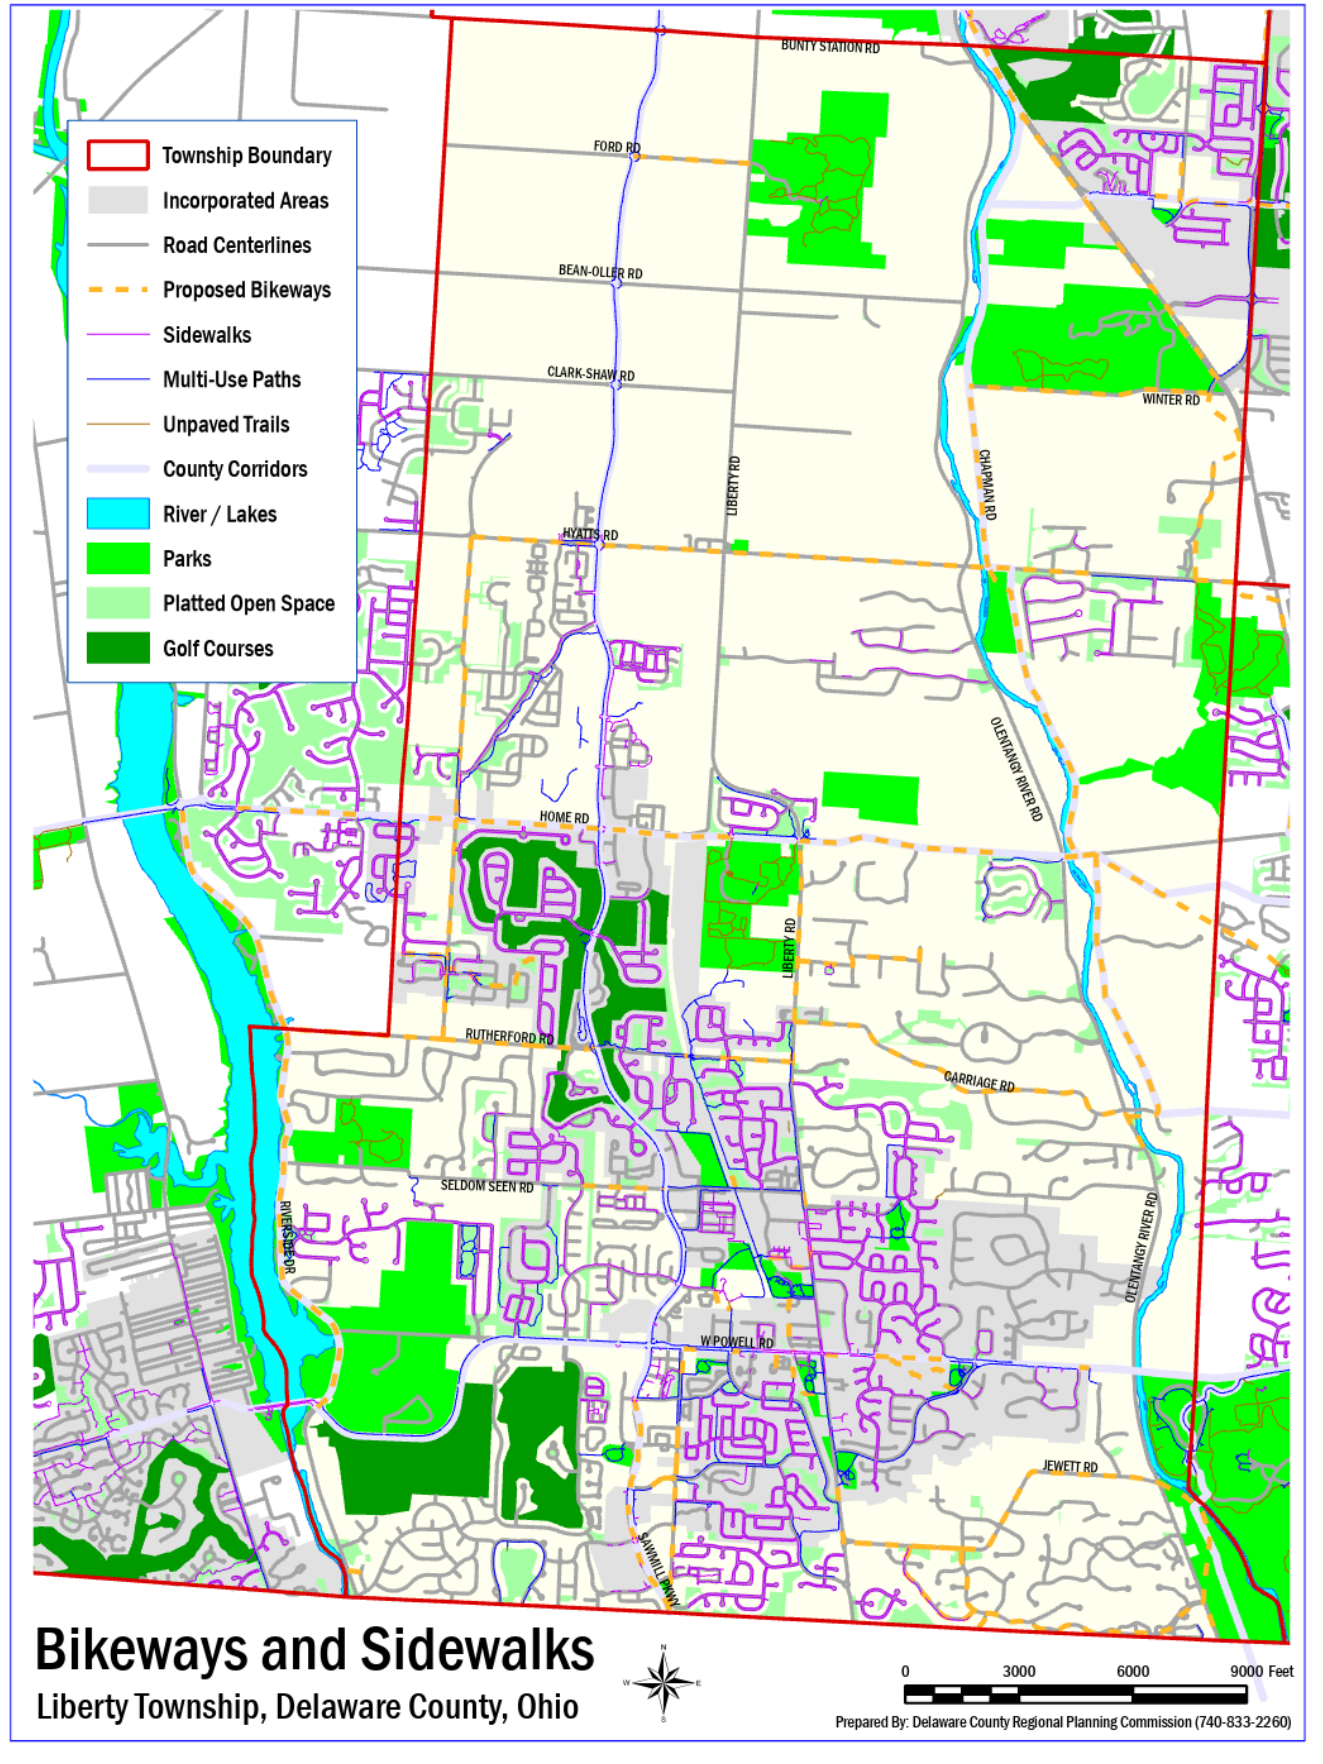 BUNTY STATION RD
FORD RD
Township Boundary
Incorporated Areas
Road Centerlines
Proposed Bikeways
Sidewalks
Multi-Use Paths
Unpaved Trails
County Corridors
River / Lakes
Parks
Platted Open Space
Golf Courses
BEAN-OLLER RD
CLARK-SHAW RD
WINTER RD
LIBERTY RD
CHAPMAN RD
HYATTS RD
OLENTANGY RIVER RD
HOME RD
LIBERTY RD
RUTHERFORD RD
CARRIAGE RD
SELDOM SEEN RD
RIVERSIDE DR
OLENTANGY RIVER RD
W POWELL RD
JEWETT RD
SAWMILL PKWY
Bikeways and Sidewalks
Liberty Township, Delaware County, Ohio
N
W E
S
0 3000 6000 9000 Feet
Prepared By: Delaware County Regional Planning Commission (740-833-2260)